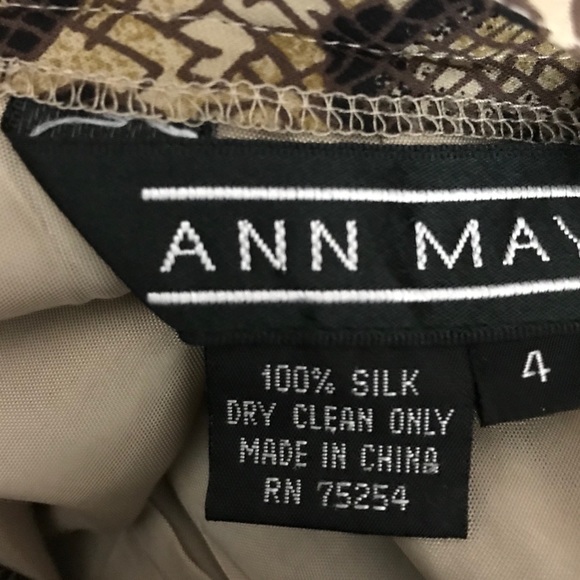 ANN MAY
4
100% SILK
DRY CLEAN ONLY
MADE IN CHINA
RN 75254